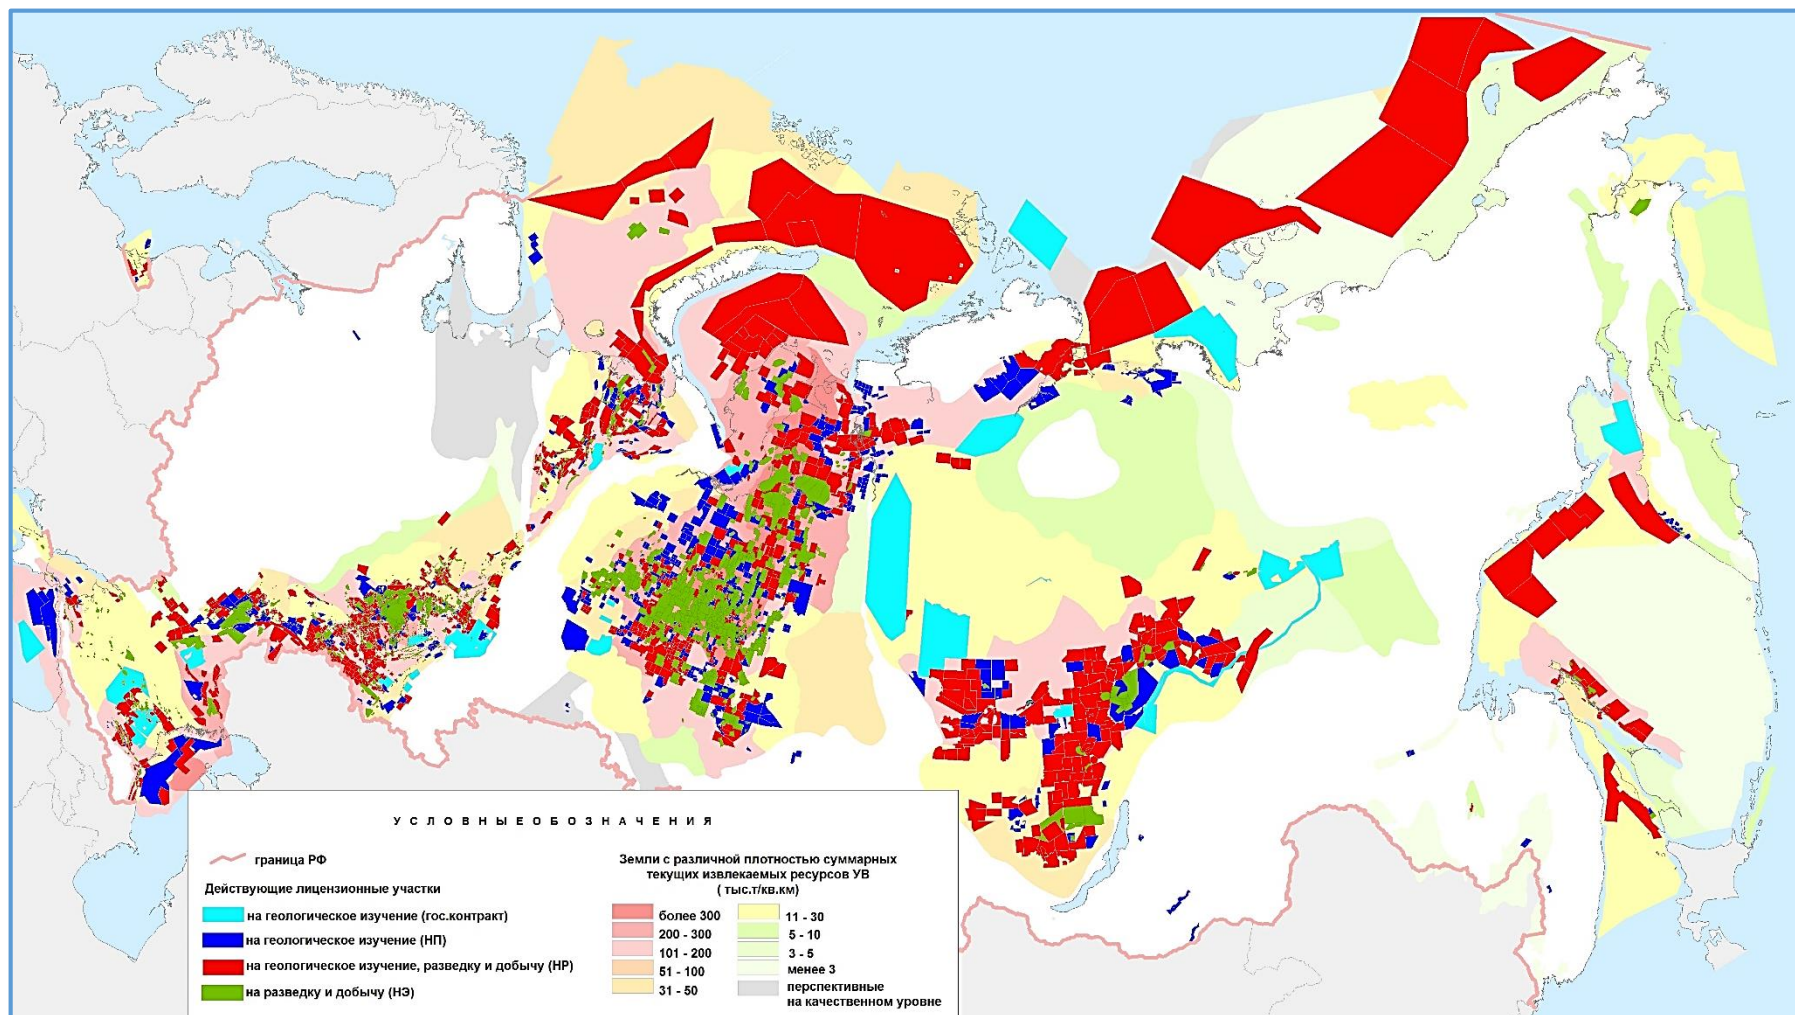 У С Л О В Н Ы Е О Б О З Н А Ч Е Н И Я
граница РФ
Действующие лицензионные участки
на геологическое изучение (гос.контракт)
на геологическое изучение (НП)
на геологическое изучение, разведку и добычу (НР)
на разведку и добычу (НЭ)
Земли с различной плотностью суммарных
текущих извлекаемых ресурсов УВ
( тыс.т/кв.км)
более 300
200 - 300
101 - 200
51 - 100
31 - 50
11 - 30
5 - 10
3 - 5
менее 3
перспективные
на качественном уровне